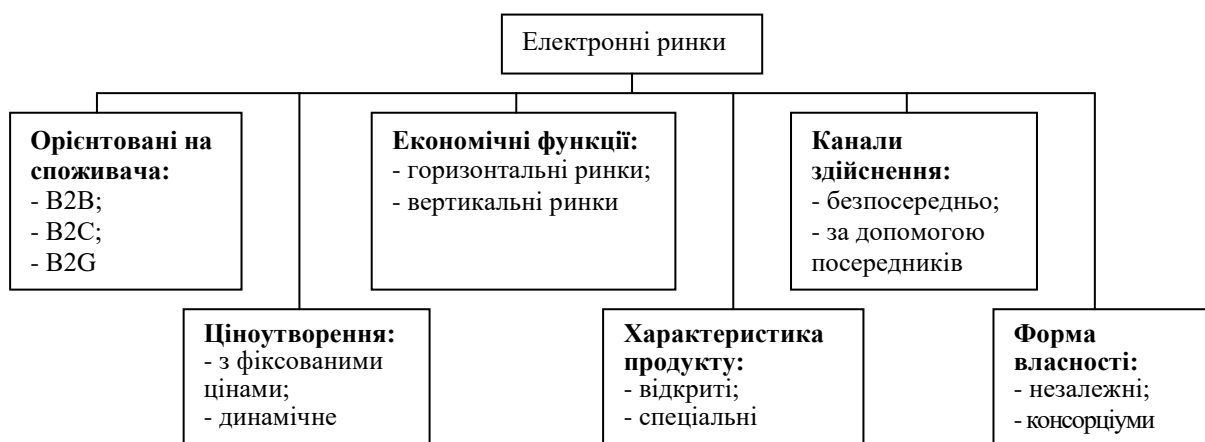 Електронні ринки
Орієнтовані на
споживача:
- B2B;
- B2C;
- B2G
Економічні функції:
- горизонтальні ринки;
- вертикальні ринки
Канали
здійснення:
- безпосередньо;
- за допомогою
посередників
Ціноутворення:
- з фіксованими
цінами;
- динамічне
Характеристика
продукту:
- відкриті;
- спеціальні
Форма
власності:
- незалежні;
- консорціуми